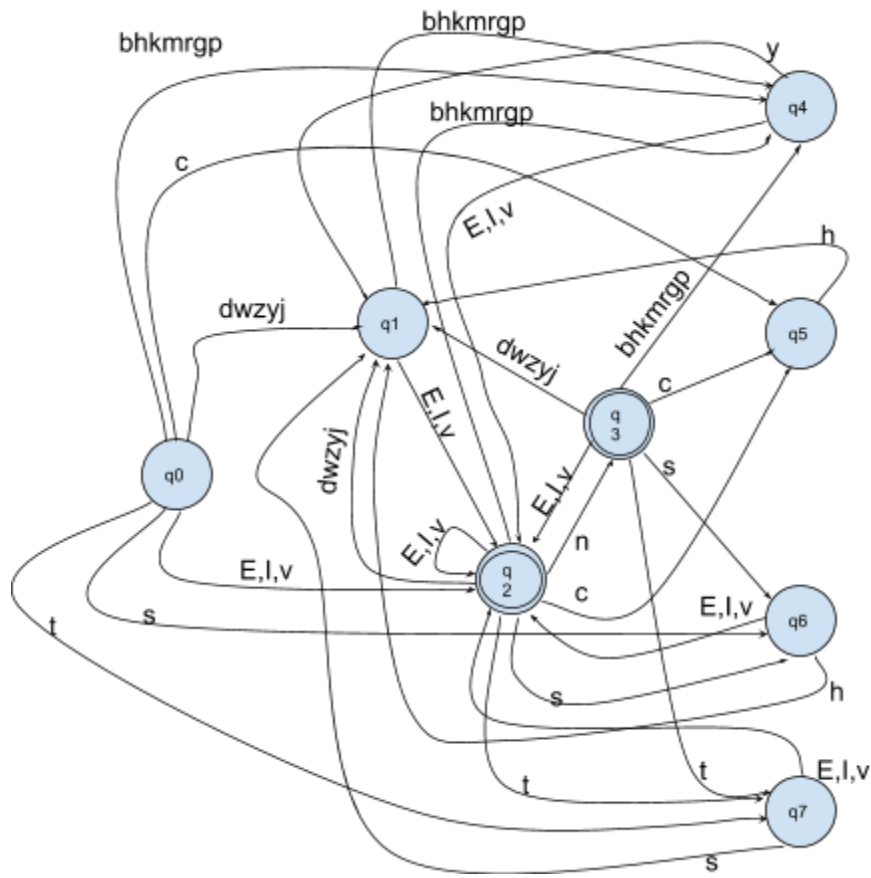 bhkmrgp
y
bhkmrgp
q4
bhkmrgp
c
E,I,v
h
dwzyj
q1
bhkmrgp
q5
dwzyj
c
E,I,v
q
3
dwzyj
s
q0
E,I,v
E,I,v
n
E,I,v
q
2
c
E,I,v
t
s
q6
s
h
t
t
E,I,v
q7
s